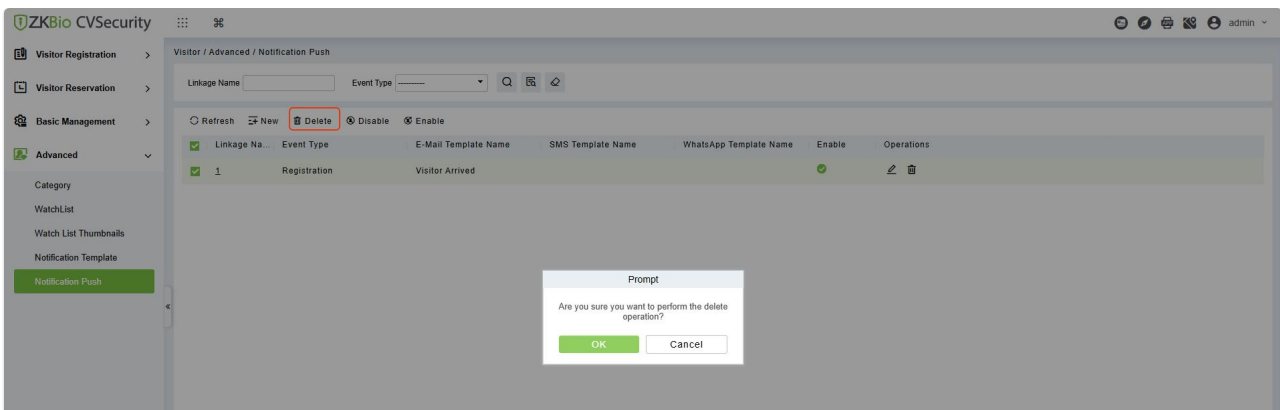 ZKBio CVSecurity
admin
Visitor Registration
Visitor Reservation
Basic Management
Advanced
Category
WatchList
Watch List Thumbnails
Notification Template
Notification Push
Visitor / Advanced / Notification Push
Linkage Name
Event Type ----------
Refresh New Delete Disable Enable
Linkage Na... Event Type E-Mail Template Name SMS Template Name WhatsApp Template Name Enable Operations
1 Registration Visitor Arrived
Prompt
Are you sure you want to perform the delete
operation?
OK Cancel